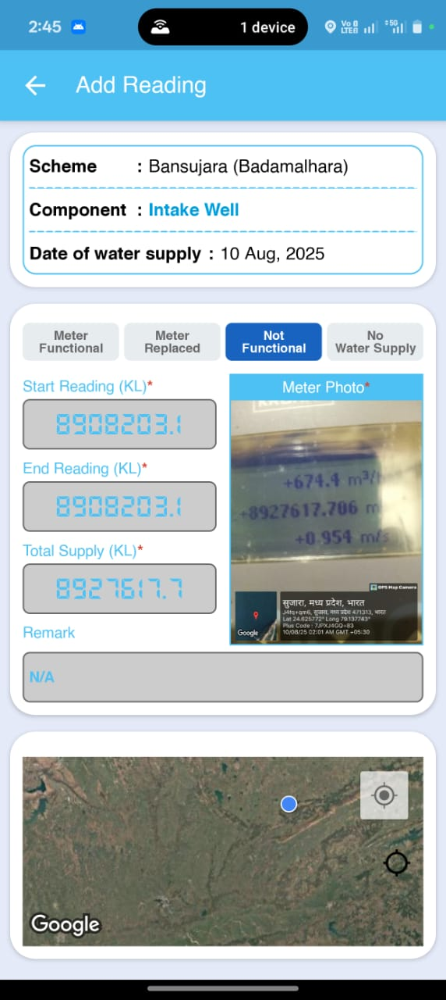 2:45
1 device
Vo LTE
5G
Add Reading
Scheme : Bansujara (Badamalhara)
Component : Intake Well
Date of water supply : 10 Aug, 2025
Meter Functional
Meter Replaced
Not Functional
No Water Supply
Start Reading (KL)*
8908203.1
End Reading (KL)*
8908203.1
Total Supply (KL)*
8927617.7
Meter Photo*
+674.4 m³/h
+8927617.706 m
+0.954 m/s
GPS Map Camera
सुजारा, मध्य प्रदेश, भारत
J4fq+qm6, सुजारा, मध्य प्रदेश 471313, भारत
Lat 24.625772° Long 79.137743°
Plus Code : 7JPXJ4GQ+83
10/08/25 02:01 AM GMT +05:30
Google
Remark
N/A
Google